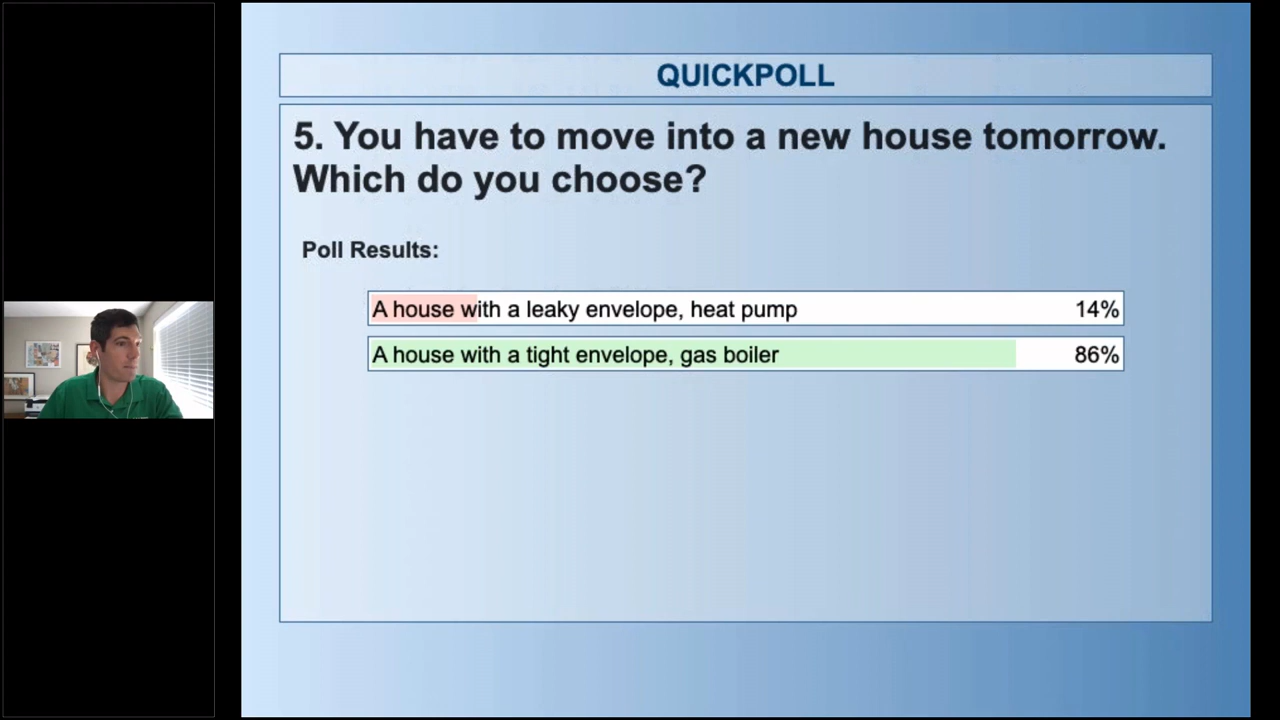 QUICKPOLL
5. You have to move into a new house tomorrow.
Which do you choose?
Poll Results:
A house with a leaky envelope, heat pump 14%
A house with a tight envelope, gas boiler 86%